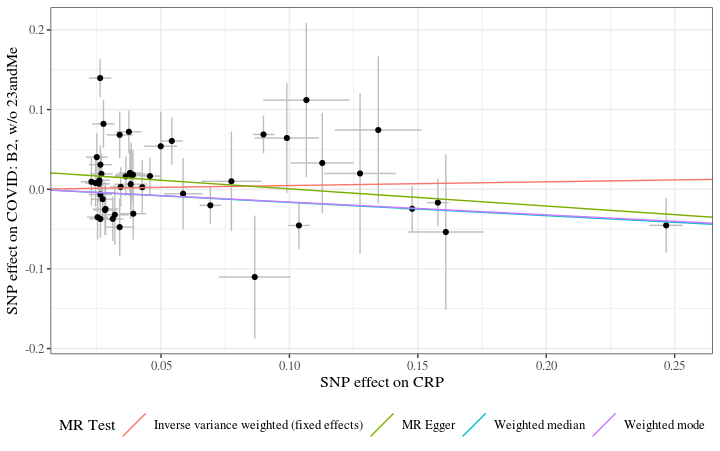 SNP effect on COVID: B2, w/o 23andMe
0.2
0.1
0.0
-0.1
-0.2
0.05 0.10 0.15 0.20 0.25
SNP effect on CRP
MR Test Inverse variance weighted (fixed effects) MR Egger Weighted median Weighted mode